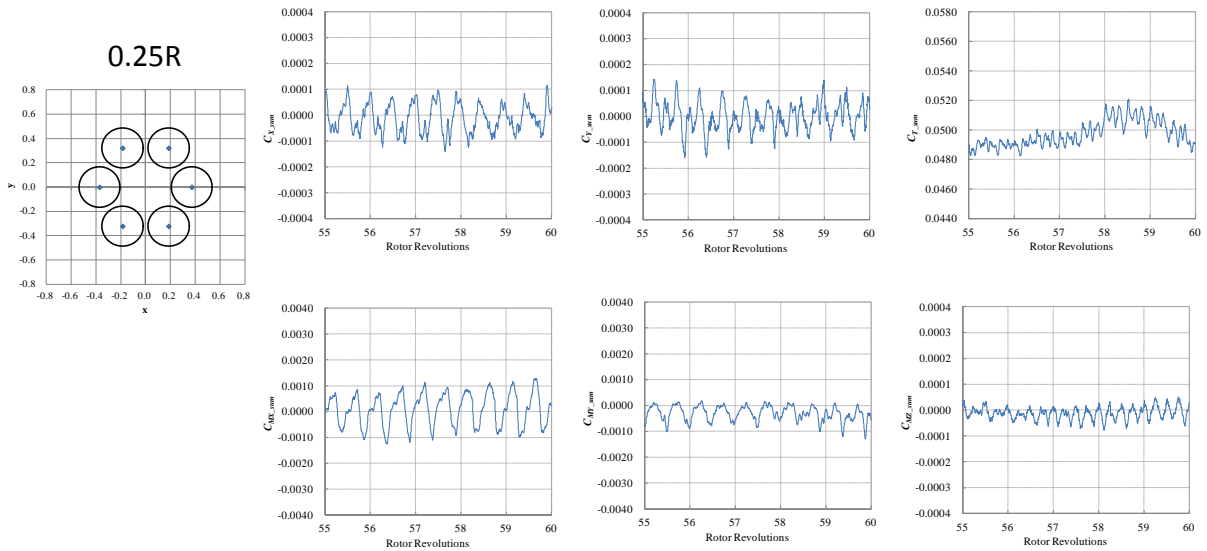 0.25R
0.8
0.6
0.4
0.2
0.0
-0.2
-0.4
-0.6
-0.8
y
-0.8 -0.6 -0.4 -0.2 0.0 0.2 0.4 0.6 0.8
x
0.0004
0.0003
0.0002
0.0001
0.0000
-0.0001
-0.0002
-0.0003
-0.0004
C_X_sum
55 56 57 58 59 60
Rotor Revolutions
0.0004
0.0003
0.0002
0.0001
0.0000
-0.0001
-0.0002
-0.0003
-0.0004
C_Y_sum
55 56 57 58 59 60
Rotor Revolutions
0.0580
0.0560
0.0540
0.0520
0.0500
0.0480
0.0460
0.0440
C_T_sum
55 56 57 58 59 60
Rotor Revolutions
0.0040
0.0030
0.0020
0.0010
0.0000
-0.0010
-0.0020
-0.0030
-0.0040
C_MX_sum
55 56 57 58 59 60
Rotor Revolutions
0.0040
0.0030
0.0020
0.0010
0.0000
-0.0010
-0.0020
-0.0030
-0.0040
C_MY_sum
55 56 57 58 59 60
Rotor Revolutions
0.0004
0.0003
0.0002
0.0001
0.0000
-0.0001
-0.0002
-0.0003
-0.0004
C_MZ_sum
55 56 57 58 59 60
Rotor Revolutions